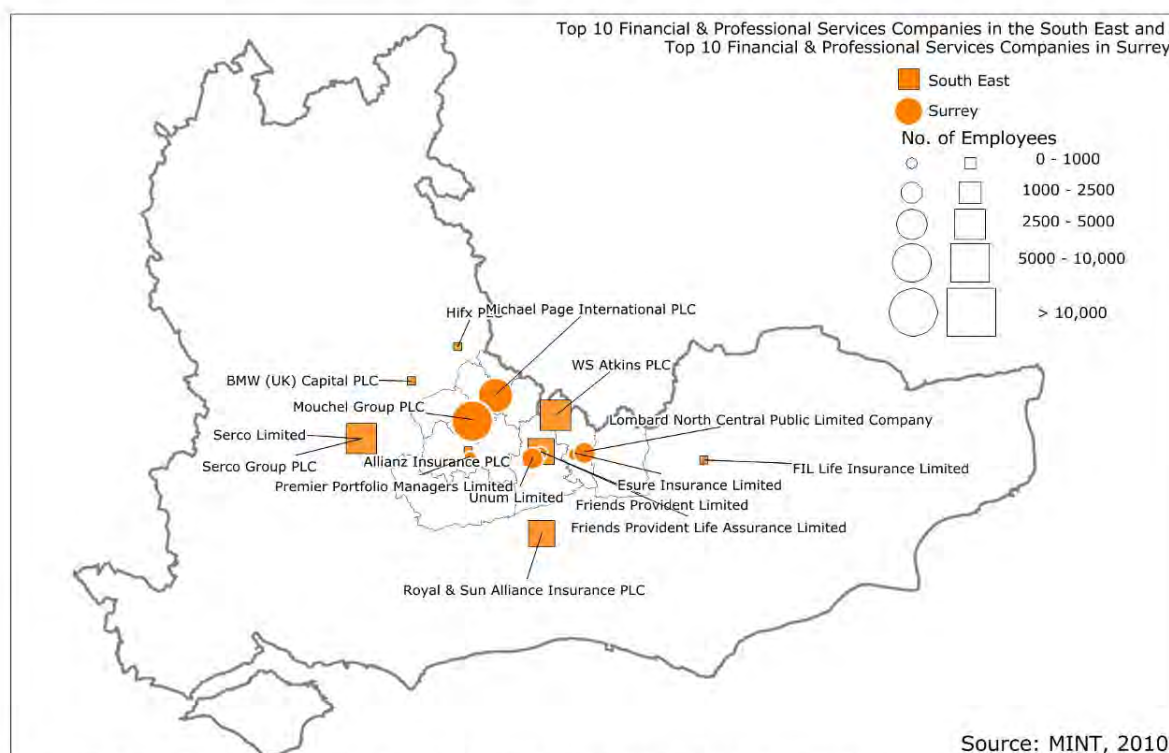 Top 10 Financial & Professional Services Companies in the South East and
Top 10 Financial & Professional Services Companies in Surrey
South East
Surrey
No. of Employees
0 - 1000
1000 - 2500
2500 - 5000
5000 - 10,000
> 10,000
Hifx PLC
Michael Page International PLC
BMW (UK) Capital PLC
WS Atkins PLC
Mouchel Group PLC
Lombard North Central Public Limited Company
Serco Limited
Serco Group PLC
Allianz Insurance PLC
FIL Life Insurance Limited
Premier Portfolio Managers Limited
Esure Insurance Limited
Unum Limited
Friends Provident Limited
Friends Provident Life Assurance Limited
Royal & Sun Alliance Insurance PLC
Source: MINT, 2010